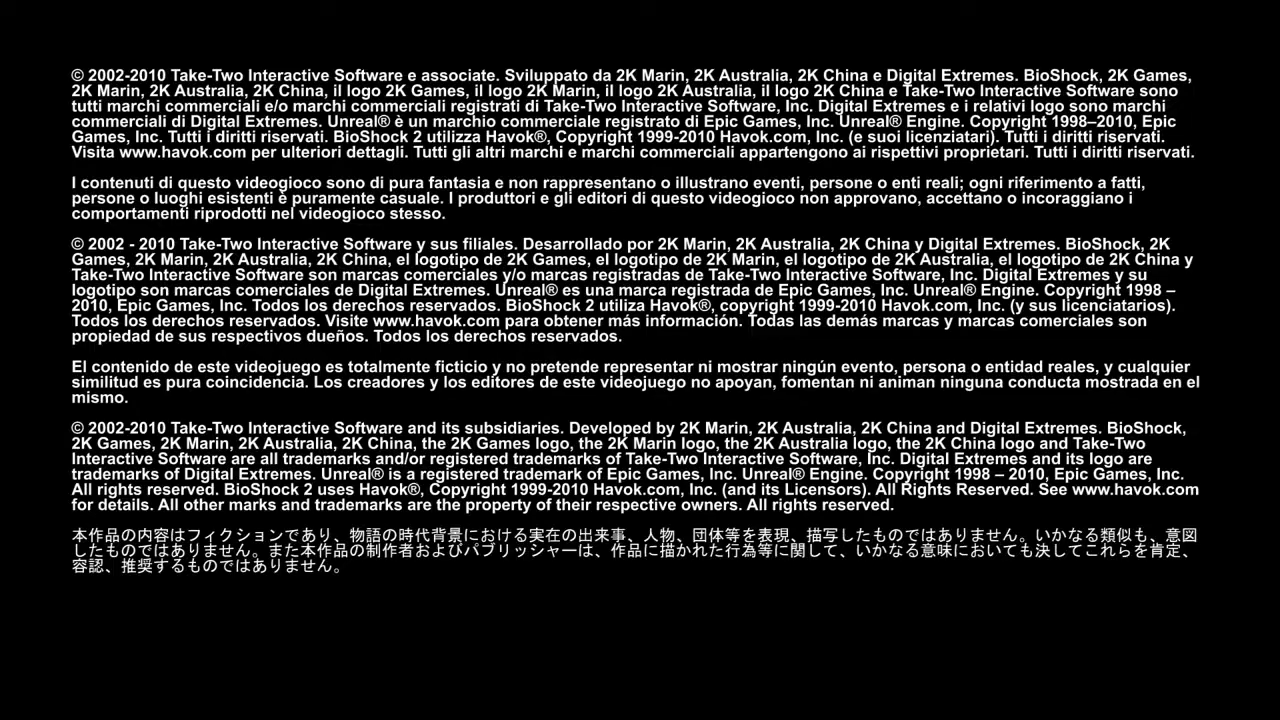 © 2002-2010 Take-Two Interactive Software e associate. Sviluppato da 2K Marin, 2K Australia, 2K China e Digital Extremes. BioShock, 2K Games,
2K Marin, 2K Australia, 2K China, il logo 2K Games, il logo 2K Marin, il logo 2K Australia, il logo 2K China e Take-Two Interactive Software sono
tutti marchi commerciali e/o marchi commerciali registrati di Take-Two Interactive Software, Inc. Digital Extremes e i relativi logo sono marchi
commerciali di Digital Extremes. Unreal® è un marchio commerciale registrato di Epic Games, Inc. Unreal® Engine. Copyright 1998–2010, Epic
Games, Inc. Tutti i diritti riservati. BioShock 2 utilizza Havok®, Copyright 1999-2010 Havok.com, Inc. (e suoi licenziatari). Tutti i diritti riservati.
Visita www.havok.com per ulteriori dettagli. Tutti gli altri marchi e marchi commerciali appartengono ai rispettivi proprietari. Tutti i diritti riservati.
I contenuti di questo videogioco sono di pura fantasia e non rappresentano o illustrano eventi, persone o enti reali; ogni riferimento a fatti,
persone o luoghi esistenti è puramente casuale. I produttori e gli editori di questo videogioco non approvano, accettano o incoraggiano i
comportamenti riprodotti nel videogioco stesso.
© 2002 - 2010 Take-Two Interactive Software y sus filiales. Desarrollado por 2K Marin, 2K Australia, 2K China y Digital Extremes. BioShock, 2K
Games, 2K Marin, 2K Australia, 2K China, el logotipo de 2K Games, el logotipo de 2K Marin, el logotipo de 2K Australia, el logotipo de 2K China y
Take-Two Interactive Software son marcas comerciales y/o marcas registradas de Take-Two Interactive Software, Inc. Digital Extremes y su
logotipo son marcas comerciales de Digital Extremes. Unreal® es una marca registrada de Epic Games, Inc. Unreal® Engine. Copyright 1998 –
2010, Epic Games, Inc. Todos los derechos reservados. BioShock 2 utiliza Havok®, copyright 1999-2010 Havok.com, Inc. (y sus licenciatarios).
Todos los derechos reservados. Visite www.havok.com para obtener más información. Todas las demás marcas y marcas comerciales son
propiedad de sus respectivos dueños. Todos los derechos reservados.
El contenido de este videojuego es totalmente ficticio y no pretende representar ni mostrar ningún evento, persona o entidad reales, y cualquier
similitud es pura coincidencia. Los creadores y los editores de este videojuego no apoyan, fomentan ni animan ninguna conducta mostrada en el
mismo.
© 2002-2010 Take-Two Interactive Software and its subsidiaries. Developed by 2K Marin, 2K Australia, 2K China and Digital Extremes. BioShock,
2K Games, 2K Marin, 2K Australia, 2K China, the 2K Games logo, the 2K Marin logo, the 2K Australia logo, the 2K China logo and Take-Two
Interactive Software are all trademarks and/or registered trademarks of Take-Two Interactive Software, Inc. Digital Extremes and its logo are
trademarks of Digital Extremes. Unreal® is a registered trademark of Epic Games, Inc. Unreal® Engine. Copyright 1998 – 2010, Epic Games, Inc.
All rights reserved. BioShock 2 uses Havok®, Copyright 1999-2010 Havok.com, Inc. (and its Licensors). All Rights Reserved. See www.havok.com
for details. All other marks and trademarks are the property of their respective owners. All rights reserved.
本作品の内容はフィクションであり、物語の時代背景における実在の出来事、人物、団体等を表現、描写したものではありません。いかなる類似も、意図
したものではありません。また本作品の制作者およびパブリッシャーは、作品に描かれた行為等に関して、いかなる意味においても決してこれらを肯定、
容認、推奨するものではありません。